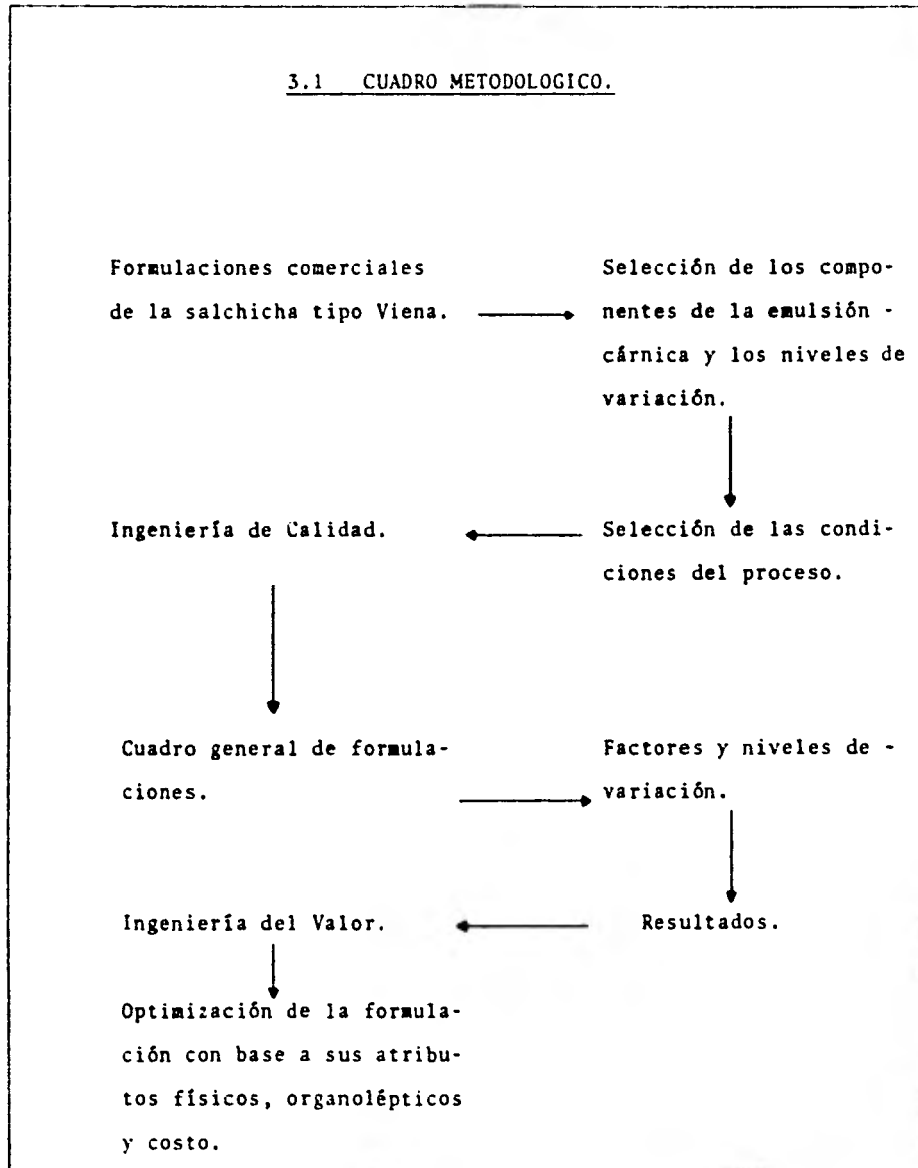 3.1 CUADRO METODOLOGICO.
Formulaciones comerciales
de la salchicha tipo Viena.
Selección de los compo-
nentes de la emulsión -
cárnica y los niveles de
variación.
Selección de las condi-
ciones del proceso.
Ingeniería de Calidad.
Cuadro general de formula-
ciones.
Factores y niveles de -
variación.
Resultados.
Ingeniería del Valor.
Optimización de la formula-
ción con base a sus atribu-
tos físicos, organolépticos
y costo.